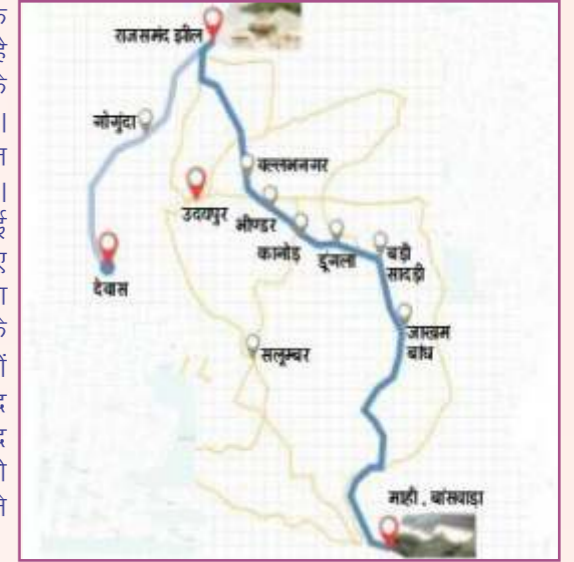 राजसमंद झील
गोगुंदा
वल्लभनगर
उदयपुर
भीण्डर
कानोड़
डूंगला
बड़ी
सादड़ी
देवास
जाखम
बांध
सलूम्बर
माही , बांसवाड़ा